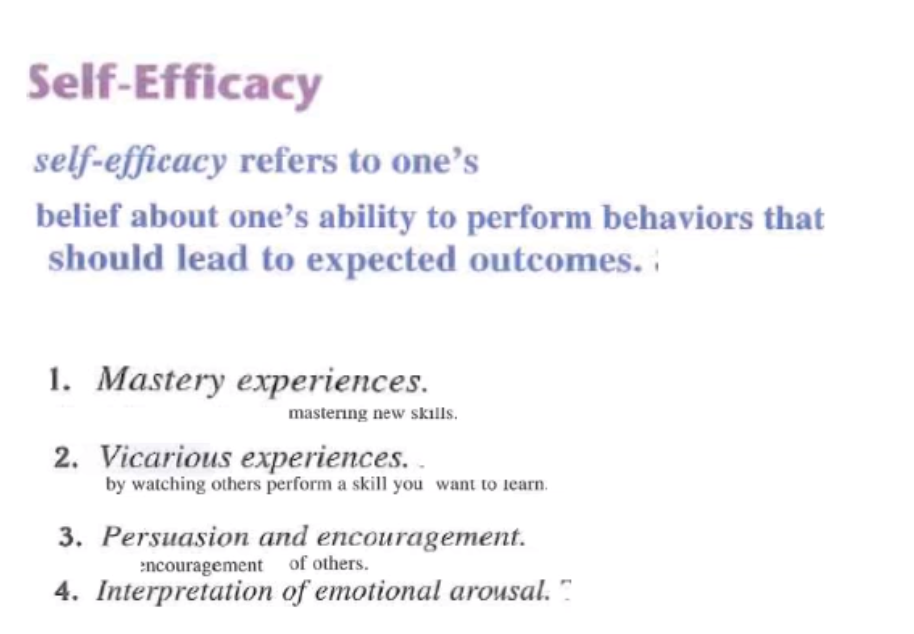 Self-Efficacy
self-efficacy refers to one's
belief about one's ability to perform behaviors that
should lead to expected outcomes.
1. Mastery experiences.
mastering new skills.
2. Vicarious experiences.
by watching others perform a skill you want to learn.
3. Persuasion and encouragement.
encouragement of others.
4. Interpretation of emotional arousal.